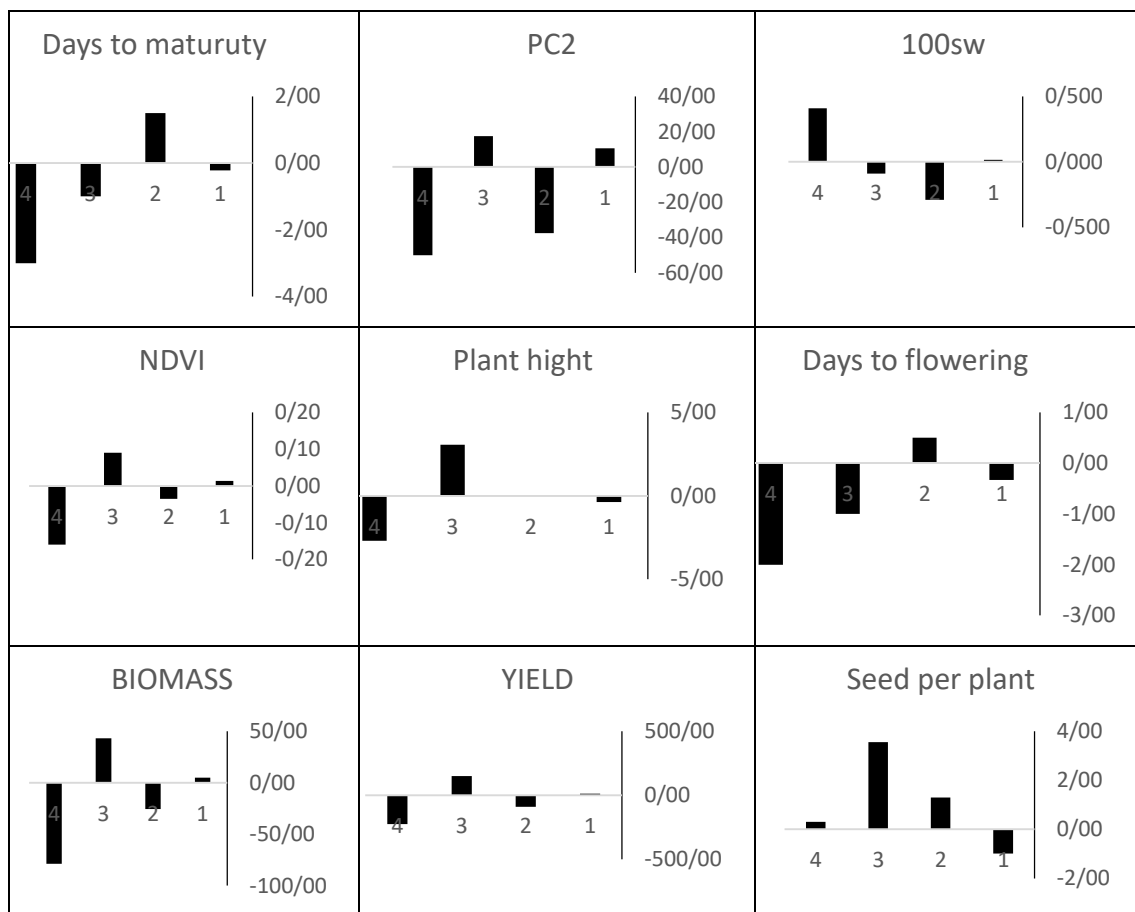 Days to maturuty
2/00
0/00
-2/00
-4/00
4 3 2 1
PC2
40/00
20/00
0/00
-20/00
-40/00
-60/00
4 3 2 1
100sw
0/500
0/000
-0/500
4 3 2 1
NDVI
0/20
0/10
0/00
-0/10
-0/20
4 3 2 1
Plant hight
5/00
0/00
-5/00
4 3 2 1
Days to flowering
1/00
0/00
-1/00
-2/00
-3/00
4 3 2 1
BIOMASS
50/00
0/00
-50/00
-100/00
4 3 2 1
YIELD
500/00
0/00
-500/00
4 3 2 1
Seed per plant
4/00
2/00
0/00
-2/00
4 3 2 1